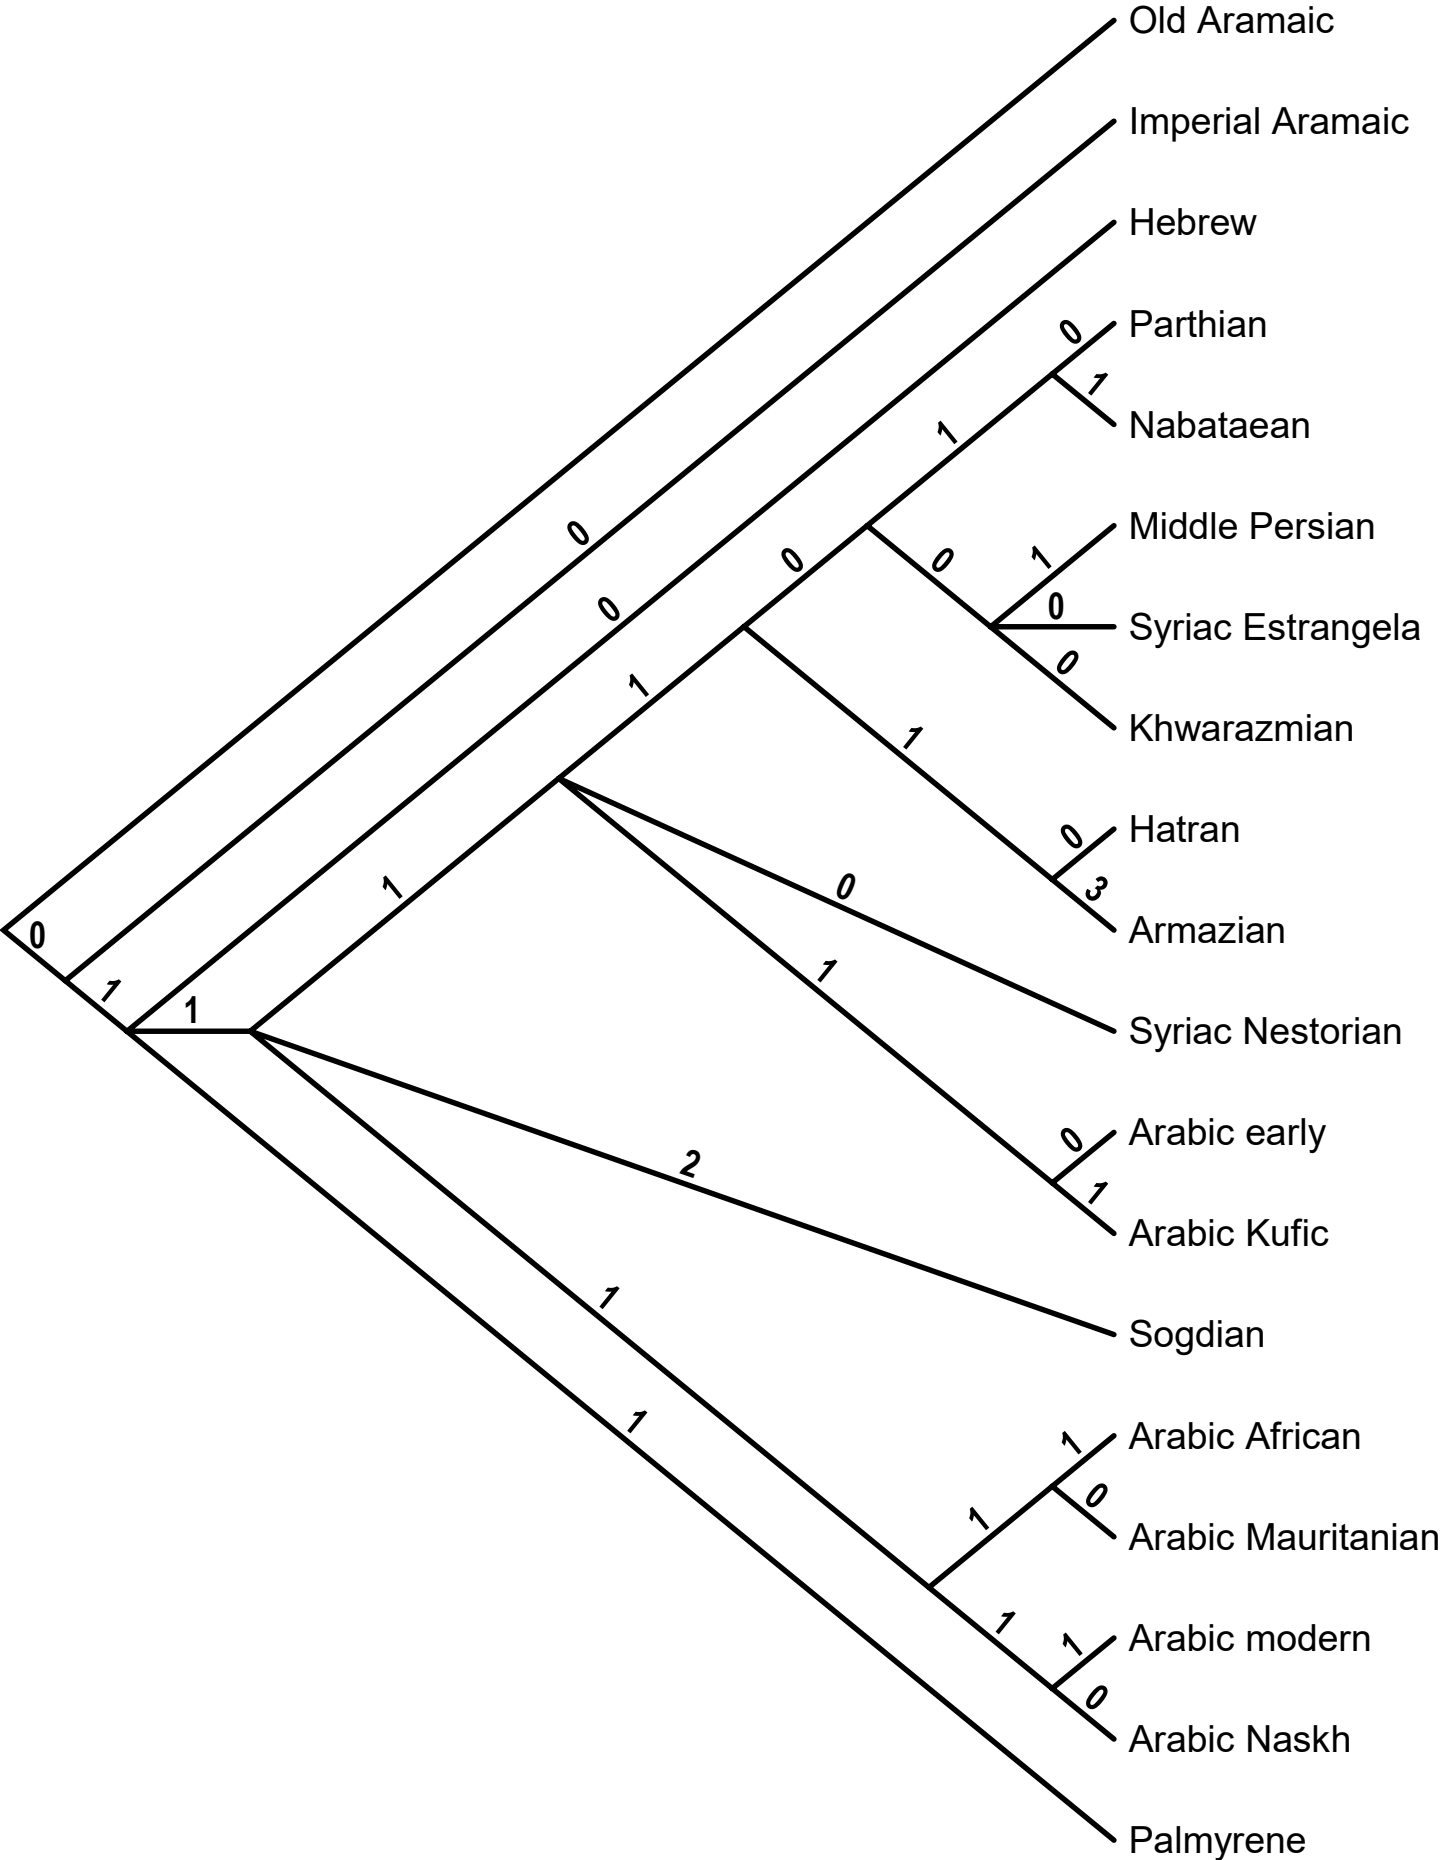 Old Aramaic
Imperial Aramaic
Hebrew
0
Parthian
1
Nabataean
1
0
Middle Persian
1
0
0
0
Syriac Estrangela
0
0
1
Khwarazmian
1
0
Hatran
1
0
3
Armazian
0
1
Syriac Nestorian
1
1
0
Arabic early
2
1
Arabic Kufic
1
Sogdian
1
1
Arabic African
0
1
Arabic Mauritanian
1
1
Arabic modern
0
Arabic Naskh
Palmyrene